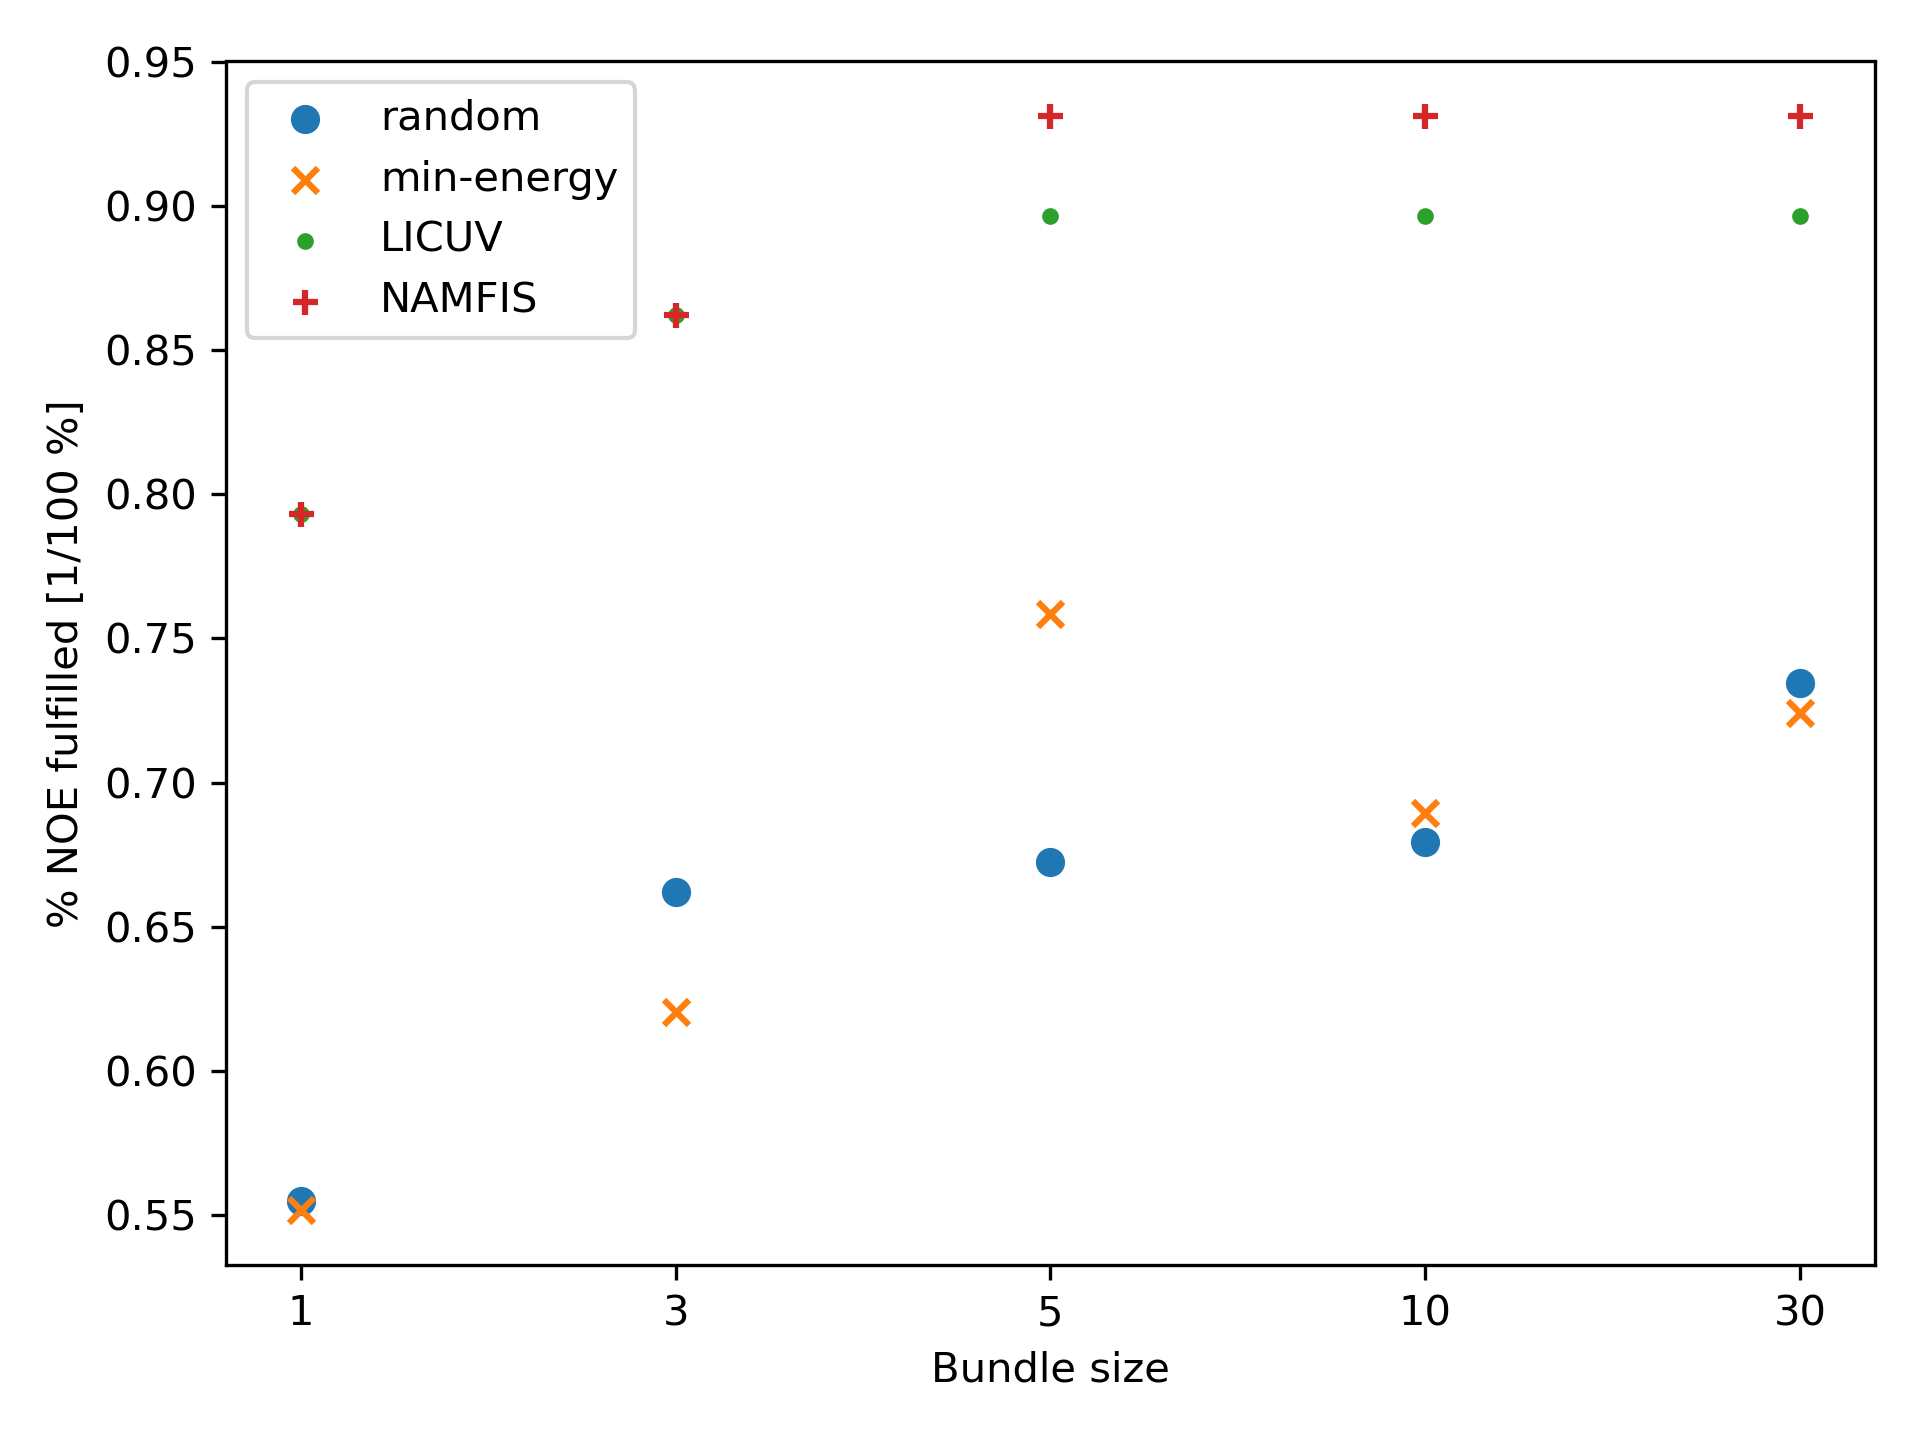 0.95
0.90
0.85
0.80
0.75
0.70
0.65
0.60
0.55
% NOE fulfilled [1/100 %]
random
min-energy
LICUV
NAMFIS
1 3 5 10 30
Bundle size